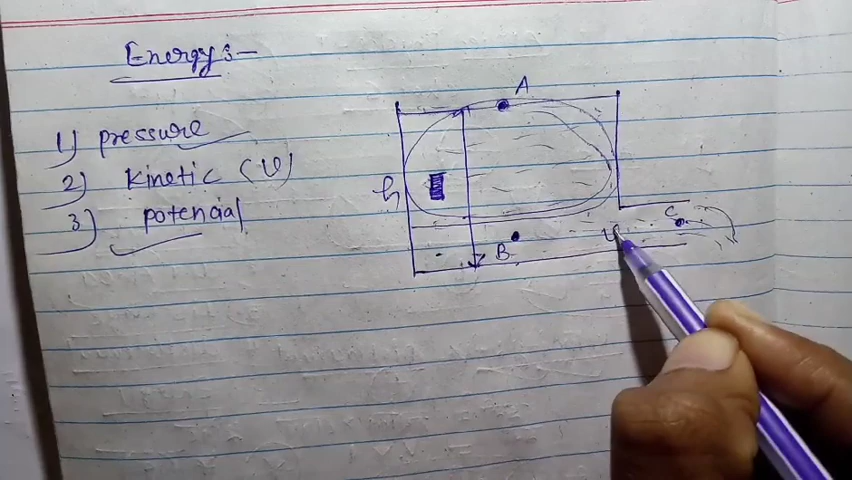 Energy :-
1) pressure
2) Kinetic (v)
3) potencial
A
h
B
v
C